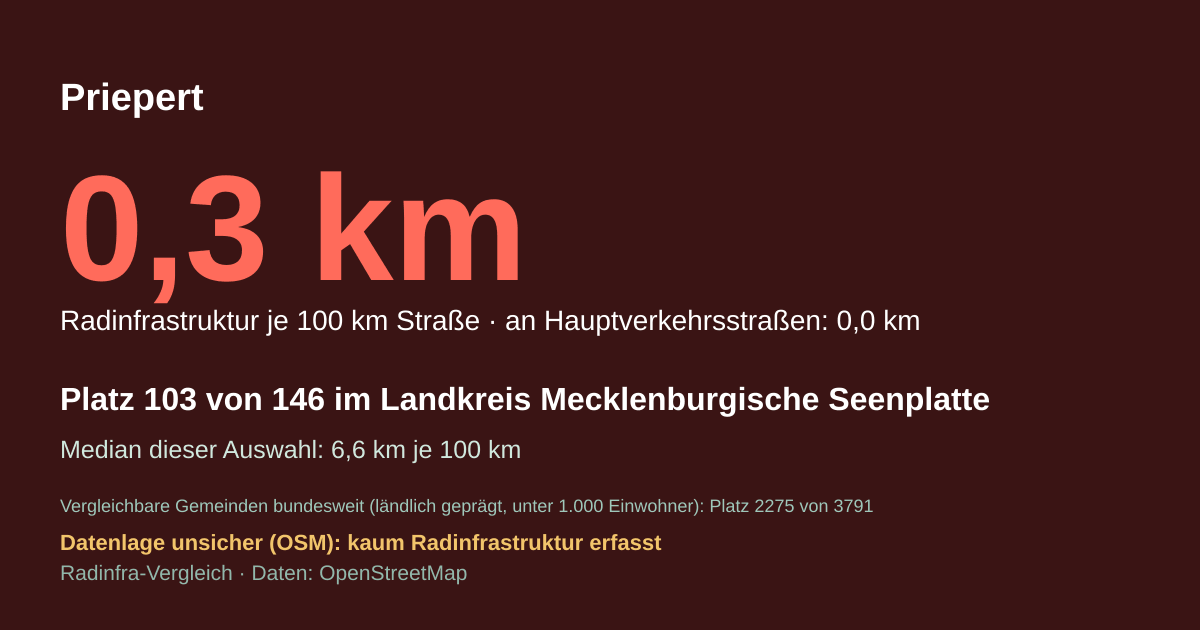 Priepert
0,3 km
Radinfrastruktur je 100 km Straße · an Hauptverkehrsstraßen: 0,0 km
Platz 103 von 146 im Landkreis Mecklenburgische Seenplatte
Median dieser Auswahl: 6,6 km je 100 km
Vergleichbare Gemeinden bundesweit (ländlich geprägt, unter 1.000 Einwohner): Platz 2275 von 3791
Datenlage unsicher (OSM): kaum Radinfrastruktur erfasst
Radinfra-Vergleich · Daten: OpenStreetMap